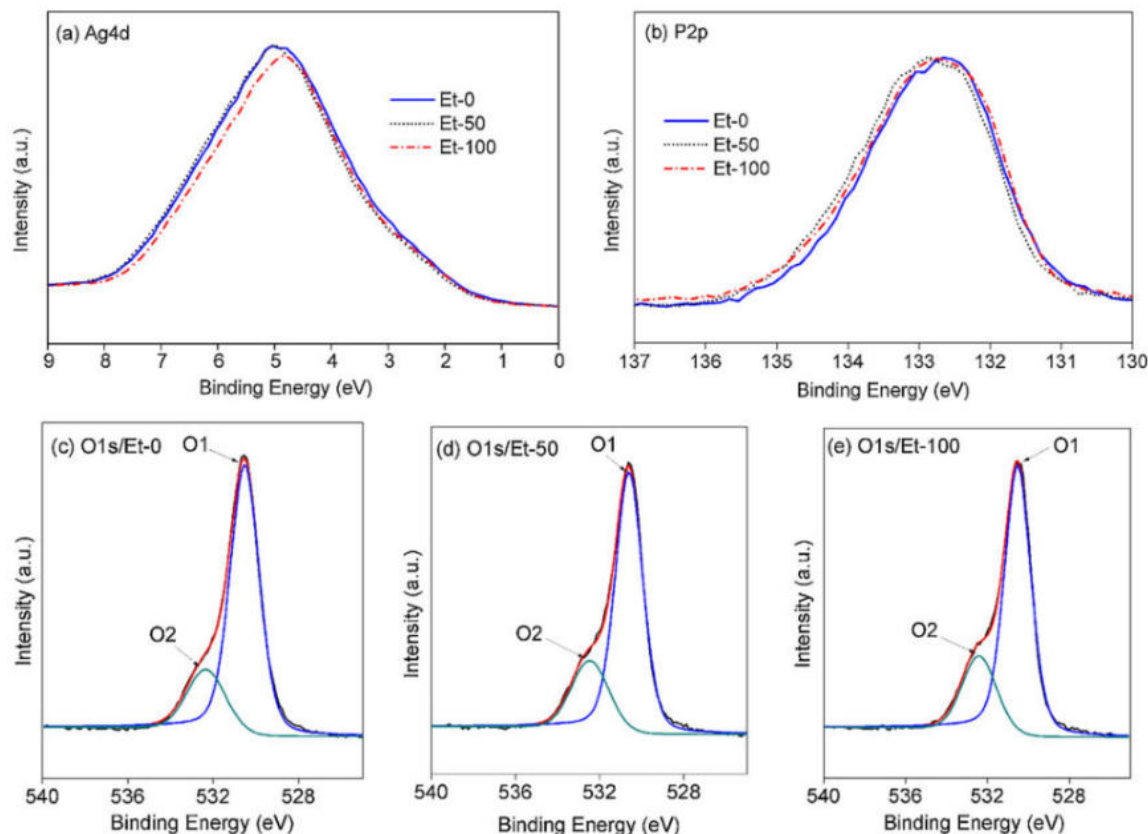 (a) Ag4d
Et-0
Et-50
Et-100
Intensity (a.u.)
9 8 7 6 5 4 3 2 1 0
Binding Energy (eV)
(b) P2p
Et-0
Et-50
Et-100
Intensity (a.u.)
137 136 135 134 133 132 131 130
Binding Energy (eV)
(c) O1s/Et-0
O1
O2
Intensity (a.u.)
540 536 532 528
Binding Energy (eV)
(d) O1s/Et-50
O1
O2
Intensity (a.u.)
540 536 532 528
Binding Energy (eV)
(e) O1s/Et-100
O1
O2
Intensity (a.u.)
540 536 532 528
Binding Energy (eV)